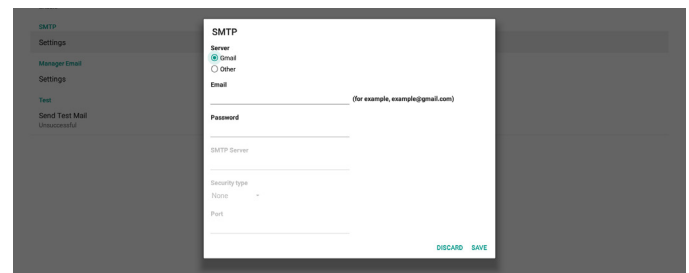 SMTP
Settings
Manager Email
Settings
Test
Send Test Mail
Unsuccessful
SMTP
Server
Gmail
Other
Email
(for example, example@gmail.com)
Password
SMTP Server
Security type
None
Port
DISCARD SAVE